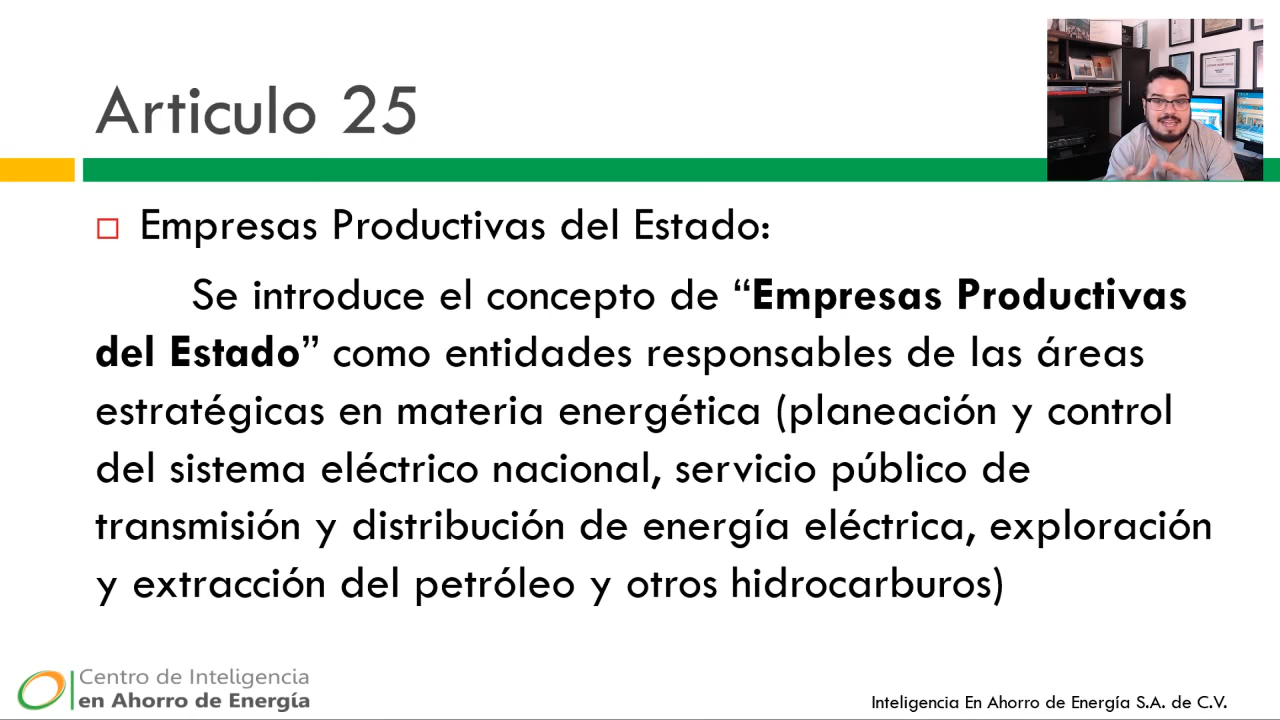 Articulo 25
Empresas Productivas del Estado:
Se introduce el concepto de “Empresas Productivas
del Estado” como entidades responsables de las áreas
estratégicas en materia energética (planeación y control
del sistema eléctrico nacional, servicio público de
transmisión y distribución de energía eléctrica, exploración
y extracción del petróleo y otros hidrocarburos)
Centro de Inteligencia
en Ahorro de Energía
Inteligencia En Ahorro de Energía S.A. de C.V.